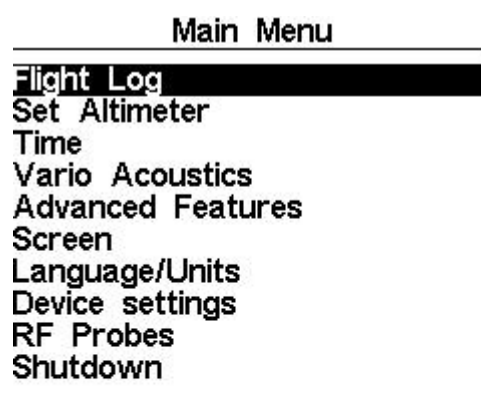 Main Menu
Flight Log
Set Altimeter
Time
Vario Acoustics
Advanced Features
Screen
Language/Units
Device settings
RF Probes
Shutdown